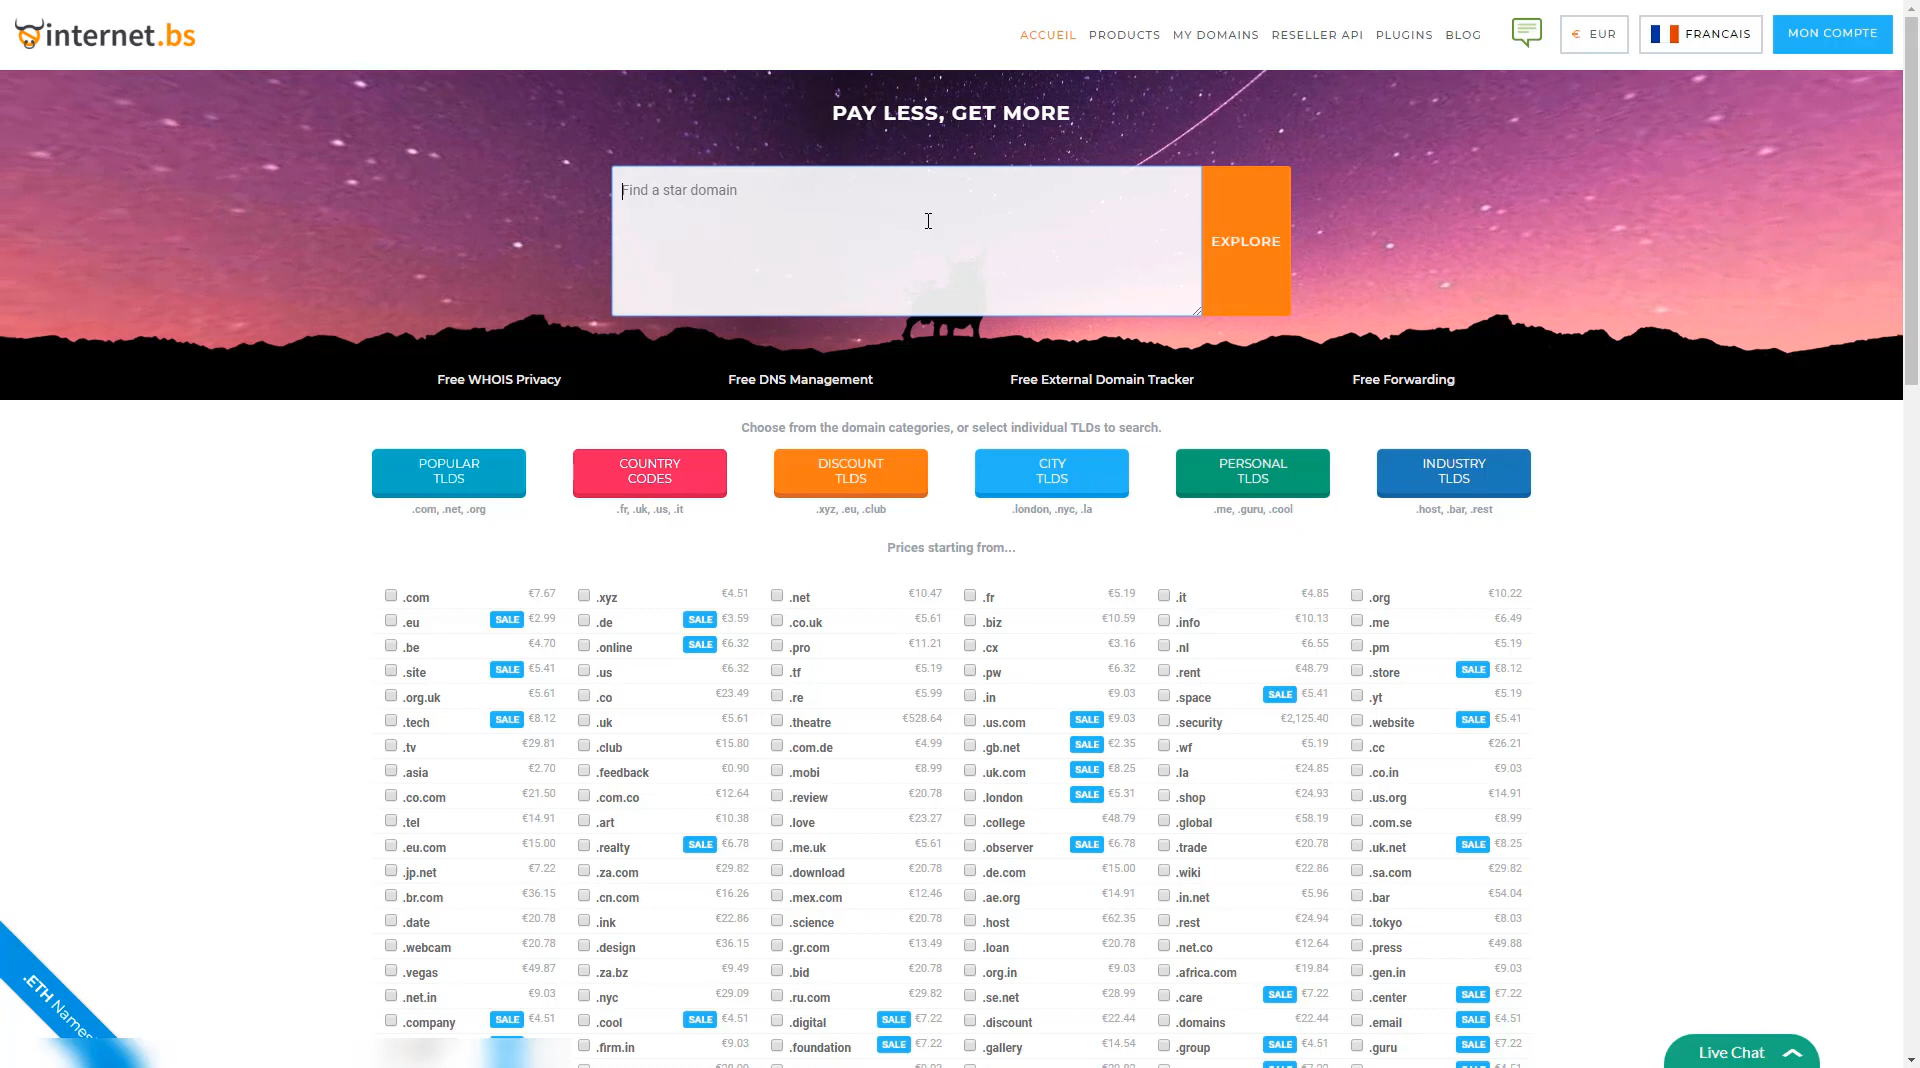 internet.bs
ACCUEIL PRODUCTS MY DOMAINS RESELLER API PLUGINS BLOG € EUR FRANCAIS MON COMPTE
PAY LESS, GET MORE
Find a star domain
EXPLORE
Free WHOIS Privacy Free DNS Management Free External Domain Tracker Free Forwarding
Choose from the domain categories, or select individual TLDs to search.
POPULAR TLDS COUNTRY CODES DISCOUNT TLDS CITY TLDS PERSONAL TLDS INDUSTRY TLDS
.com, .net, .org .fr, .uk, .us, .it .xyz, .eu, .club .london, .nyc, .la .me, .guru, .cool .host, .bar, .rest
Prices starting from...
.com €7.67 .xyz €4.51 .net €10.47 .fr €5.19 .it €4.85 .org €10.22
.eu SALE €2.99 .de SALE €3.59 .co.uk €5.61 .biz €10.59 .info €10.13 .me €6.49
.be €4.70 .online SALE €6.32 .pro €11.21 .cx €3.16 .nl €6.55 .pm €5.19
.site SALE €5.41 .us €6.32 .tf €5.19 .pw €6.32 .rent €48.79 .store SALE €8.12
.org.uk €5.61 .co €23.49 .re €5.99 .in €9.03 .space SALE €5.41 .yt €5.19
.tech SALE €8.12 .uk €5.61 .theatre €528.64 .us.com SALE €9.03 .security €2,125.40 .website SALE €5.41
.tv €29.81 .club €15.80 .com.de €4.99 .gb.net SALE €2.35 .wf €5.19 .cc €26.21
.asia €2.70 .feedback €0.90 .mobi €8.99 .uk.com SALE €8.25 .la €24.85 .co.in €9.03
.co.com €21.50 .com.co €12.64 .review €20.78 .london SALE €5.31 .shop €24.93 .us.org €14.91
.tel €14.91 .art €10.38 .love €23.27 .college €48.79 .global €58.19 .com.se €8.99
.eu.com €15.00 .realty SALE €6.78 .me.uk €5.61 .observer SALE €6.78 .trade €20.78 .uk.net SALE €8.25
.jp.net €7.22 .za.com €29.82 .download €20.78 .de.com €15.00 .wiki €22.86 .sa.com €29.82
.br.com €36.15 .cn.com €16.26 .mex.com €12.46 .ae.org €14.91 .in.net €5.96 .bar €54.04
.date €20.78 .ink €22.86 .science €20.78 .host €62.35 .rest €24.94 .tokyo €8.03
.webcam €20.78 .design €36.15 .gr.com €13.49 .loan €20.78 .net.co €12.64 .press €49.88
.vegas €49.87 .za.bz €9.49 .bid €20.78 .org.in €9.03 .africa.com €19.84 .gen.in €9.03
.net.in €9.03 .nyc €29.09 .ru.com €29.82 .se.net €28.99 .care SALE €7.22 .center SALE €7.22
.company SALE €4.51 .cool SALE €4.51 .digital SALE €7.22 .discount €22.44 .domains €22.44 .email SALE €4.51
.firm.in €9.03 .foundation SALE €7.22 .gallery €14.54 .group SALE €4.51 .guru SALE €7.22
.ETH Names
Live Chat